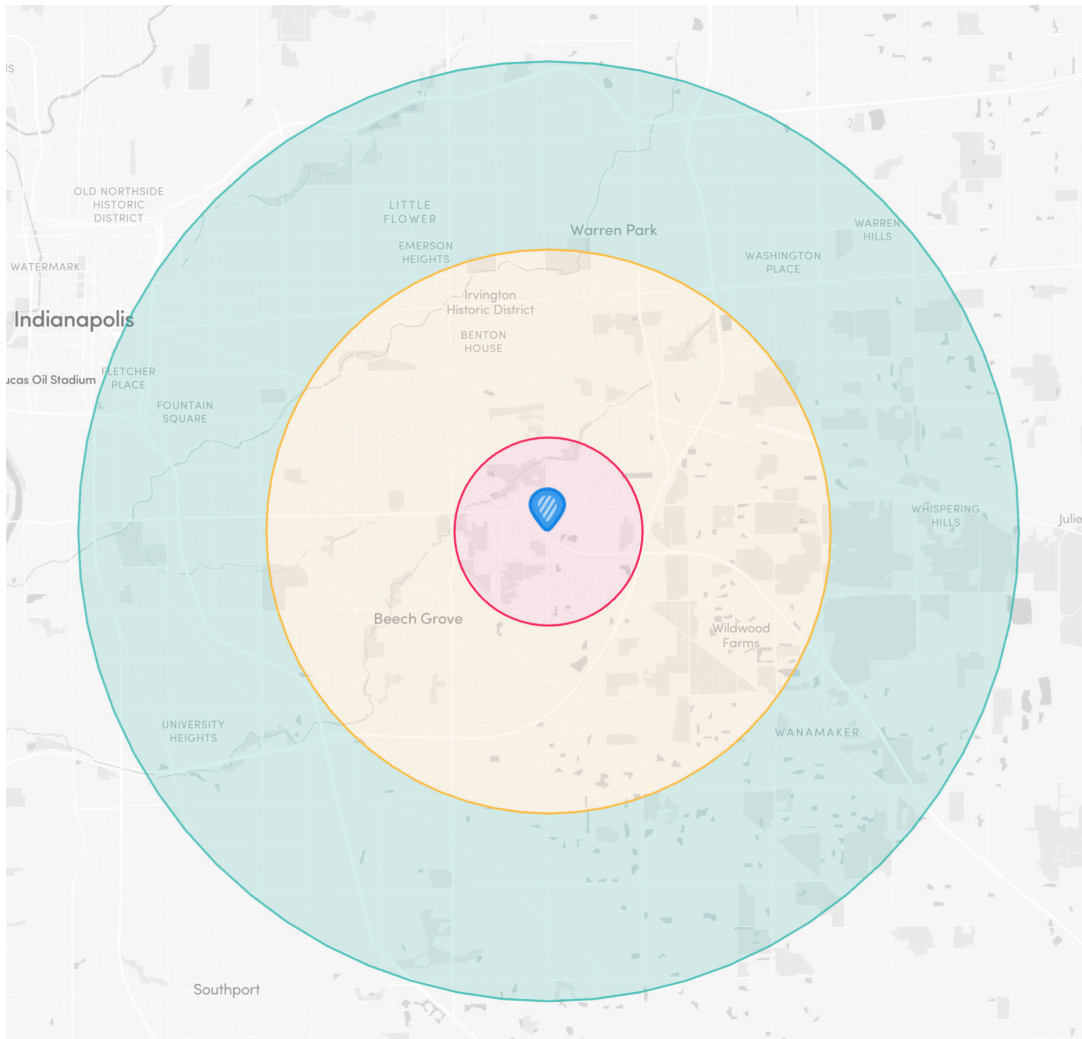 IS
OLD NORTHSIDE
HISTORIC
DISTRICT
LITTLE
FLOWER
Warren Park
WARREN
HILLS
EMERSON
HEIGHTS
WASHINGTON
PLACE
WATERMARK
Irvington
Historic District
Indianapolis
BENTON
HOUSE
ucas Oil Stadium
FLETCHER
PLACE
FOUNTAIN
SQUARE
WHISPERING
HILLS
Julie
Beech Grove
Wildwood
Farms
UNIVERSITY
HEIGHTS
WANAMAKER
Southport